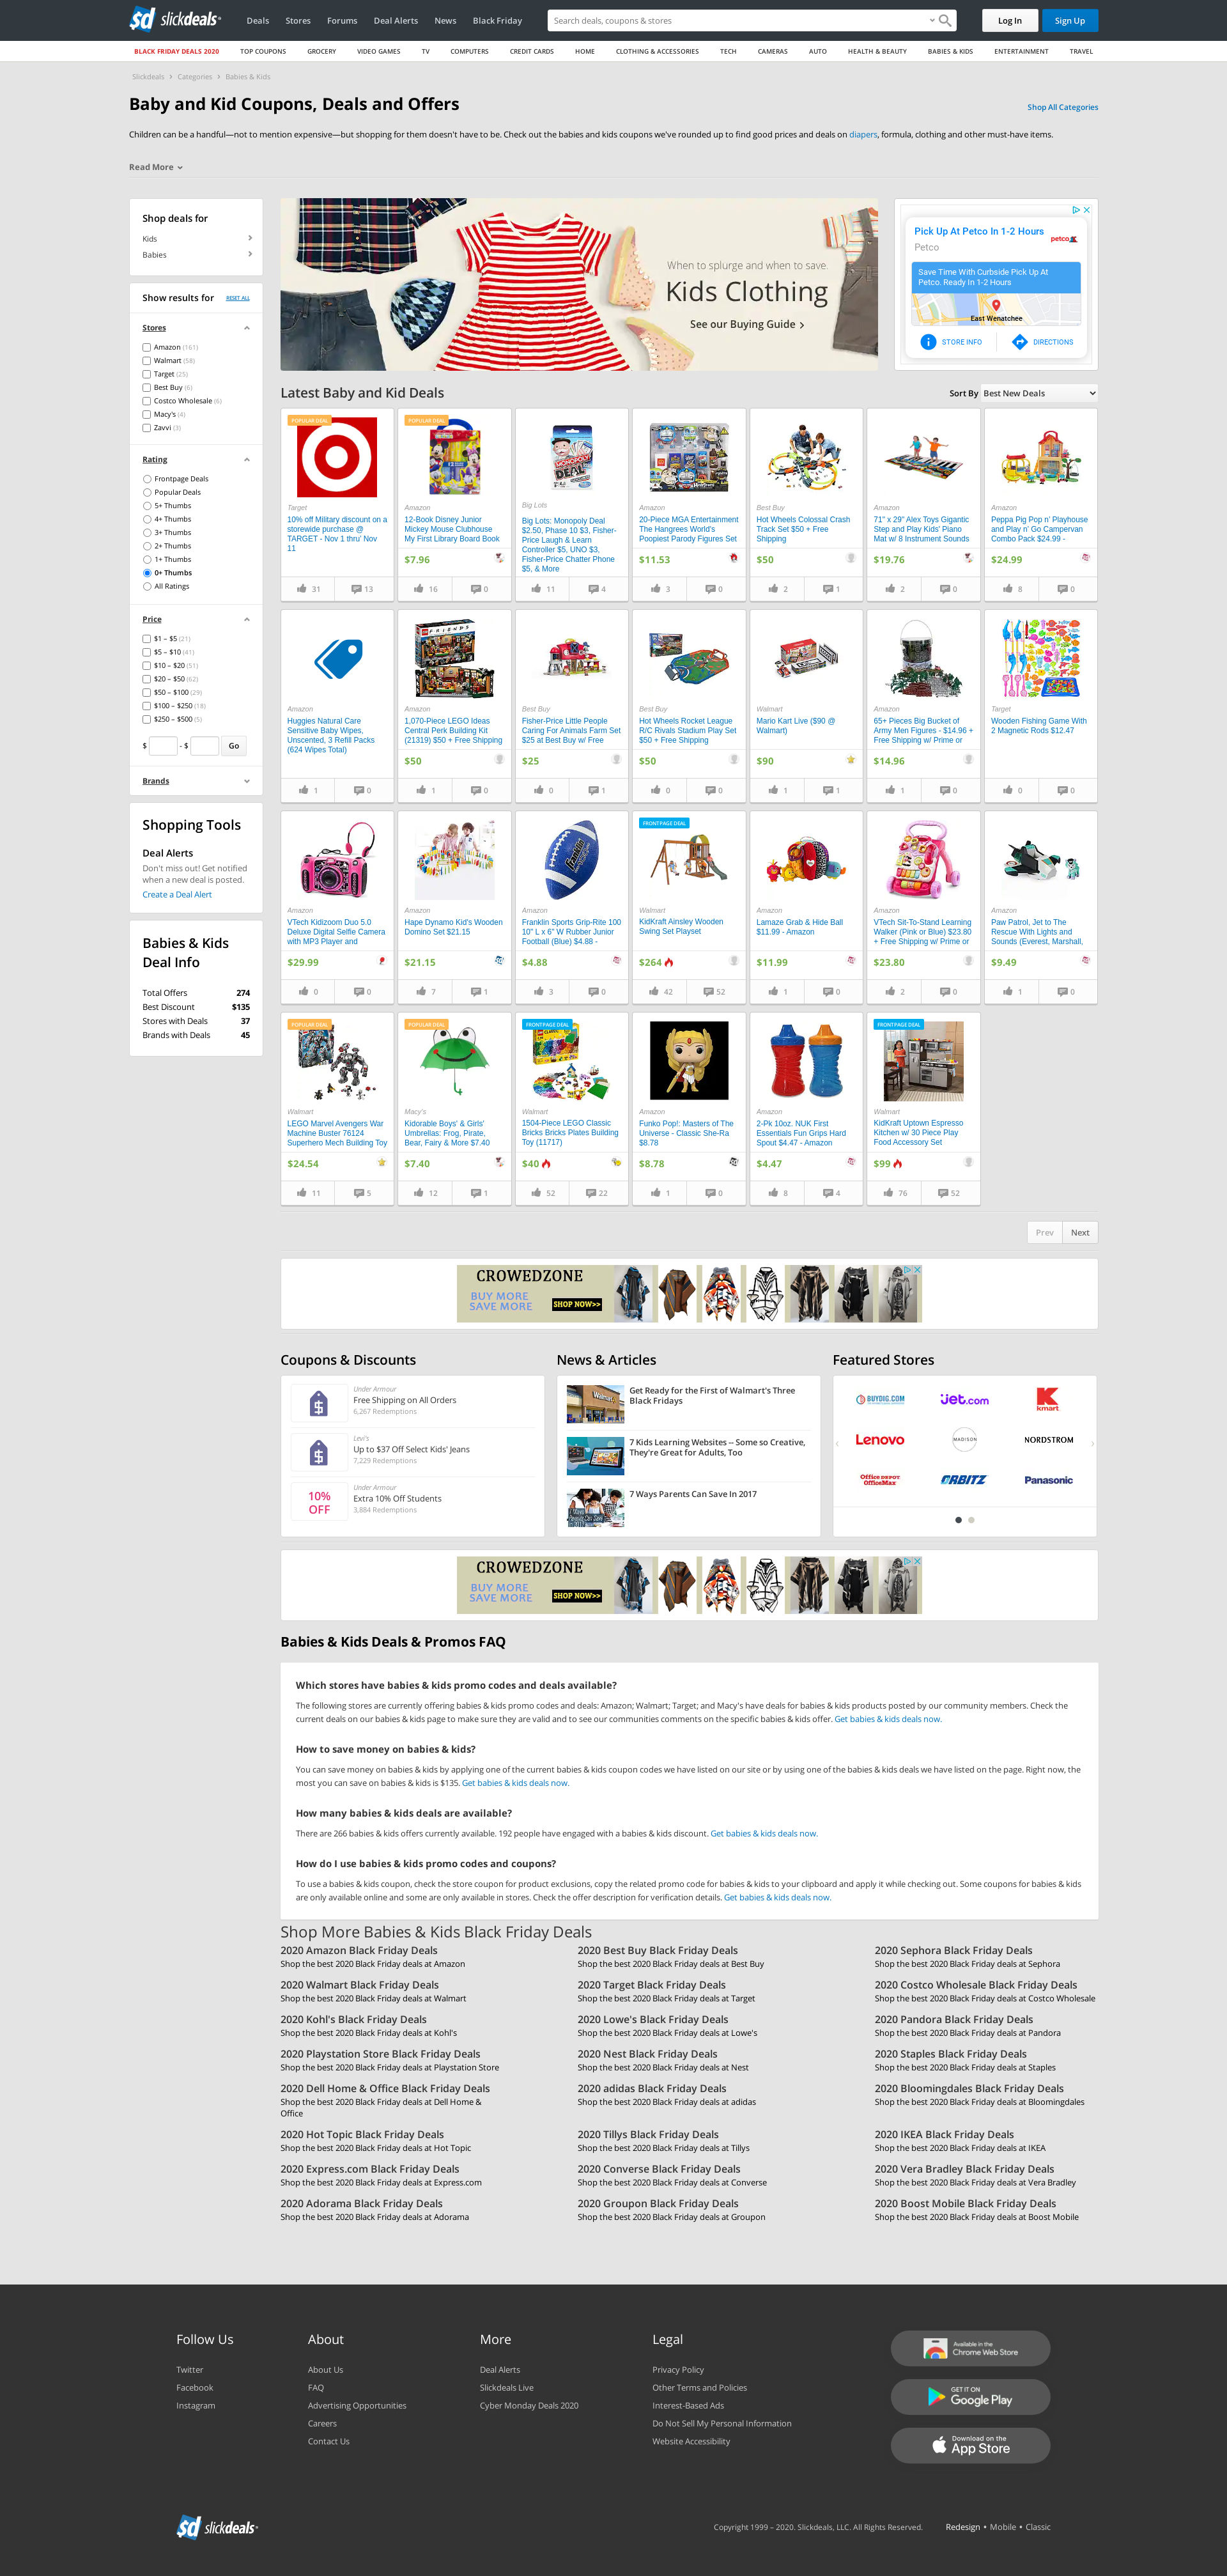 slickdeals
Deals
Stores
Forums
Deal Alerts
News
Black Friday
Search deals, coupons & stores
Log In
Sign Up
BLACK FRIDAY DEALS 2020
TOP COUPONS
GROCERY
VIDEO GAMES
TV
COMPUTERS
CREDIT CARDS
HOME
CLOTHING & ACCESSORIES
TECH
CAMERAS
AUTO
HEALTH & BEAUTY
BABIES & KIDS
ENTERTAINMENT
TRAVEL
Slickdeals › Categories › Babies & Kids
Baby and Kid Coupons, Deals and Offers
Shop All Categories
Children can be a handful—not to mention expensive—but shopping for them doesn't have to be. Check out the babies and kids coupons we've rounded up to find good prices and deals on diapers, formula, clothing and other must-have items.
Read More
Shop deals for
Kids
Babies
Show results for
RESET ALL
Stores
Amazon (161)
Walmart (58)
Target (25)
Best Buy (6)
Costco Wholesale (6)
Macy's (4)
Zavvi (3)
Rating
Frontpage Deals
Popular Deals
5+ Thumbs
4+ Thumbs
3+ Thumbs
2+ Thumbs
1+ Thumbs
0+ Thumbs
All Ratings
Price
$1 – $5 (21)
$5 – $10 (41)
$10 – $20 (51)
$20 – $50 (62)
$50 – $100 (29)
$100 – $250 (18)
$250 – $500 (5)
$ - $ Go
Brands
Shopping Tools
Deal Alerts
Don't miss out! Get notified
when a new deal is posted.
Create a Deal Alert
Babies & Kids
Deal Info
Total Offers 274
Best Discount $135
Stores with Deals 37
Brands with Deals 45
When to splurge and when to save.
Kids Clothing
See our Buying Guide
Pick Up At Petco In 1-2 Hours
Petco
petco
Save Time With Curbside Pick Up At
Petco. Ready In 1-2 Hours
East Wenatchee
STORE INFO
DIRECTIONS
Latest Baby and Kid Deals
Sort By Best New Deals
POPULAR DEAL
Target
10% off Military discount on a
storewide purchase @
TARGET - Nov 1 thru' Nov
11
31 13
POPULAR DEAL
Amazon
12-Book Disney Junior
Mickey Mouse Clubhouse
My First Library Board Book
$7.96
16 0
Big Lots
Big Lots: Monopoly Deal
$2.50, Phase 10 $3, Fisher-
Price Laugh & Learn
Controller $5, UNO $3,
Fisher-Price Chatter Phone
$5, & More
11 4
Amazon
20-Piece MGA Entertainment
The Hangrees World's
Poopiest Parody Figures Set
$11.53
3 0
Best Buy
Hot Wheels Colossal Crash
Track Set $50 + Free
Shipping
$50
2 1
Amazon
71" x 29" Alex Toys Gigantic
Step and Play Kids' Piano
Mat w/ 8 Instrument Sounds
$19.76
2 0
Amazon
Peppa Pig Pop n' Playhouse
and Play n' Go Campervan
Combo Pack $24.99 -
$24.99
8 0
Amazon
Huggies Natural Care
Sensitive Baby Wipes,
Unscented, 3 Refill Packs
(624 Wipes Total)
1 0
Amazon
1,070-Piece LEGO Ideas
Central Perk Building Kit
(21319) $50 + Free Shipping
$50
1 0
Best Buy
Fisher-Price Little People
Caring For Animals Farm Set
$25 at Best Buy w/ Free
$25
0 1
Best Buy
Hot Wheels Rocket League
R/C Rivals Stadium Play Set
$50 + Free Shipping
$50
0 0
Walmart
Mario Kart Live ($90 @
Walmart)
$90
1 1
Amazon
65+ Pieces Big Bucket of
Army Men Figures - $14.96 +
Free Shipping w/ Prime or
$14.96
1 0
Target
Wooden Fishing Game With
2 Magnetic Rods $12.47
0 0
Amazon
VTech Kidizoom Duo 5.0
Deluxe Digital Selfie Camera
with MP3 Player and
$29.99
0 0
Amazon
Hape Dynamo Kid's Wooden
Domino Set $21.15
$21.15
7 1
Amazon
Franklin Sports Grip-Rite 100
10" L x 6" W Rubber Junior
Football (Blue) $4.88 -
$4.88
3 0
FRONTPAGE DEAL
Walmart
KidKraft Ainsley Wooden
Swing Set Playset
$264
42 52
Amazon
Lamaze Grab & Hide Ball
$11.99 - Amazon
$11.99
1 0
Amazon
VTech Sit-To-Stand Learning
Walker (Pink or Blue) $23.80
+ Free Shipping w/ Prime or
$23.80
2 0
Amazon
Paw Patrol, Jet to The
Rescue With Lights and
Sounds (Everest, Marshall,
$9.49
1 0
POPULAR DEAL
Walmart
LEGO Marvel Avengers War
Machine Buster 76124
Superhero Mech Building Toy
$24.54
11 5
POPULAR DEAL
Macy's
Kidorable Boys' & Girls'
Umbrellas: Frog, Pirate,
Bear, Fairy & More $7.40
$7.40
12 1
FRONTPAGE DEAL
Walmart
1504-Piece LEGO Classic
Bricks Bricks Plates Building
Toy (11717)
$40
52 22
Amazon
Funko Pop!: Masters of The
Universe - Classic She-Ra
$8.78
$8.78
1 0
Amazon
2-Pk 10oz. NUK First
Essentials Fun Grips Hard
Spout $4.47 - Amazon
$4.47
8 4
FRONTPAGE DEAL
Walmart
KidKraft Uptown Espresso
Kitchen w/ 30 Piece Play
Food Accessory Set
$99
76 52
Prev Next
CROWEDZONE
BUY MORE
SAVE MORE
SHOP NOW>>
Coupons & Discounts
Under Armour
Free Shipping on All Orders
6,267 Redemptions
Levi's
Up to $37 Off Select Kids' Jeans
7,229 Redemptions
10%
OFF
Under Armour
Extra 10% Off Students
3,884 Redemptions
News & Articles
Walmart
Get Ready for the First of Walmart's Three
Black Fridays
7 Kids Learning Websites -- Some so Creative,
They're Great for Adults, Too
7 Ways Parents Can Save In 2017
Featured Stores
BUYDIG.COM
jet.com
kmart
Lenovo
MADISON
NORDSTROM
Office DEPOT
OfficeMax
ORBITZ
Panasonic
CROWEDZONE
BUY MORE
SAVE MORE
SHOP NOW>>
Babies & Kids Deals & Promos FAQ
Which stores have babies & kids promo codes and deals available?
The following stores are currently offering babies & kids promo codes and deals: Amazon; Walmart; Target; and Macy's have deals for babies & kids products posted by our community members. Check the
current deals on our babies & kids page to make sure they are valid and to see our communities comments on the specific babies & kids offer. Get babies & kids deals now.
How to save money on babies & kids?
You can save money on babies & kids by applying one of the current babies & kids coupon codes we have listed on our site or by using one of the babies & kids deals we have listed on the page. Right now, the
most you can save on babies & kids is $135. Get babies & kids deals now.
How many babies & kids deals are available?
There are 266 babies & kids offers currently available. 192 people have engaged with a babies & kids discount. Get babies & kids deals now.
How do I use babies & kids promo codes and coupons?
To use a babies & kids coupon, check the store coupon for product exclusions, copy the related promo code for babies & kids to your clipboard and apply it while checking out. Some coupons for babies & kids
are only available online and some are only available in stores. Check the offer description for verification details. Get babies & kids deals now.
Shop More Babies & Kids Black Friday Deals
2020 Amazon Black Friday Deals
Shop the best 2020 Black Friday deals at Amazon
2020 Best Buy Black Friday Deals
Shop the best 2020 Black Friday deals at Best Buy
2020 Sephora Black Friday Deals
Shop the best 2020 Black Friday deals at Sephora
2020 Walmart Black Friday Deals
Shop the best 2020 Black Friday deals at Walmart
2020 Target Black Friday Deals
Shop the best 2020 Black Friday deals at Target
2020 Costco Wholesale Black Friday Deals
Shop the best 2020 Black Friday deals at Costco Wholesale
2020 Kohl's Black Friday Deals
Shop the best 2020 Black Friday deals at Kohl's
2020 Lowe's Black Friday Deals
Shop the best 2020 Black Friday deals at Lowe's
2020 Pandora Black Friday Deals
Shop the best 2020 Black Friday deals at Pandora
2020 Playstation Store Black Friday Deals
Shop the best 2020 Black Friday deals at Playstation Store
2020 Nest Black Friday Deals
Shop the best 2020 Black Friday deals at Nest
2020 Staples Black Friday Deals
Shop the best 2020 Black Friday deals at Staples
2020 Dell Home & Office Black Friday Deals
Shop the best 2020 Black Friday deals at Dell Home &
Office
2020 adidas Black Friday Deals
Shop the best 2020 Black Friday deals at adidas
2020 Bloomingdales Black Friday Deals
Shop the best 2020 Black Friday deals at Bloomingdales
2020 Hot Topic Black Friday Deals
Shop the best 2020 Black Friday deals at Hot Topic
2020 Tillys Black Friday Deals
Shop the best 2020 Black Friday deals at Tillys
2020 IKEA Black Friday Deals
Shop the best 2020 Black Friday deals at IKEA
2020 Express.com Black Friday Deals
Shop the best 2020 Black Friday deals at Express.com
2020 Converse Black Friday Deals
Shop the best 2020 Black Friday deals at Converse
2020 Vera Bradley Black Friday Deals
Shop the best 2020 Black Friday deals at Vera Bradley
2020 Adorama Black Friday Deals
Shop the best 2020 Black Friday deals at Adorama
2020 Groupon Black Friday Deals
Shop the best 2020 Black Friday deals at Groupon
2020 Boost Mobile Black Friday Deals
Shop the best 2020 Black Friday deals at Boost Mobile
Follow Us
Twitter
Facebook
Instagram
About
About Us
FAQ
Advertising Opportunities
Careers
Contact Us
More
Deal Alerts
Slickdeals Live
Cyber Monday Deals 2020
Legal
Privacy Policy
Other Terms and Policies
Interest-Based Ads
Do Not Sell My Personal Information
Website Accessibility
Available in the
Chrome Web Store
GET IT ON
Google Play
Download on the
App Store
slickdeals
Copyright 1999 – 2020. Slickdeals, LLC. All Rights Reserved.
Redesign • Mobile • Classic